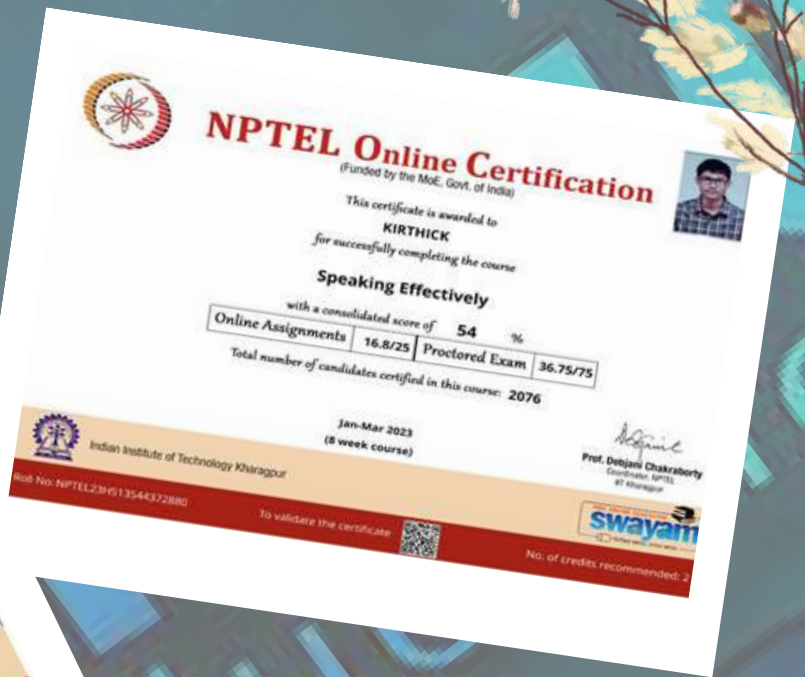 NPTEL Online Certification
(Funded by the MoE, Govt. of India)
This certificate is awarded to
KIRTHICK
for successfully completing the course
Speaking Effectively
with a consolidated score of 54 %
Online Assignments 16.8/25 Proctored Exam 36.75/75
Total number of candidates certified in this course: 2076
Jan-Mar 2023
(8 week course)
Prof. Debjani Chakraborty
Coordinator, NPTEL
IIT Kharagpur
Indian Institute of Technology Kharagpur
swayam
Roll No: NPTEL23HS13S44372880
To validate the certificate
No. of credits recommended: 2